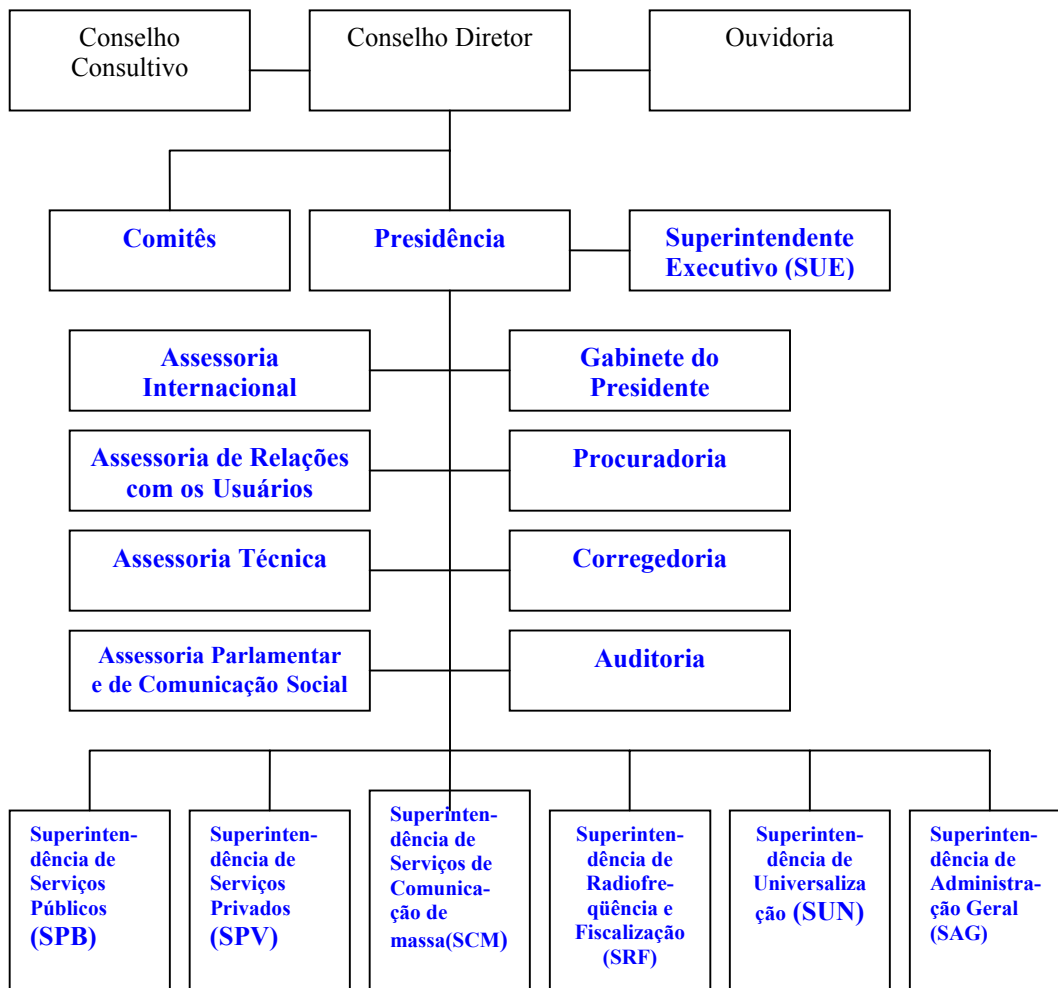 Conselho
Consultivo
Conselho Diretor
Ouvidoria
Comitês
Presidência
Superintendente
Executivo (SUE)
Assessoria
Internacional
Gabinete do
Presidente
Assessoria de Relações
com os Usuários
Procuradoria
Assessoria Técnica
Corregedoria
Assessoria Parlamentar
e de Comunicação Social
Auditoria
Superinten-
dência de
Serviços
Públicos
(SPB)
Superinten-
dência de
Serviços
Privados
(SPV)
Superinten-
dência de
Serviços de
Comunica-
ção de
massa(SCM)
Superinten-
dência de
Radiofre-
qüência e
Fiscalização
(SRF)
Superinten-
dência de
Universaliza
ção (SUN)
Superinten-
dência de
Administra-
ção Geral
(SAG)